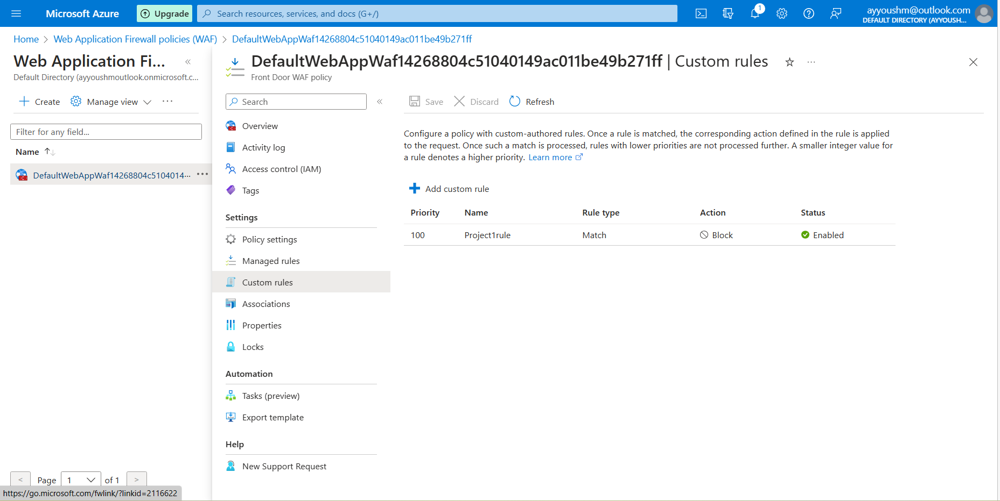 Microsoft Azure
Upgrade
Search resources, services, and docs (G+/)
1
ayyoushm@outlook.com
DEFAULT DIRECTORY (AYYOUSH...
Home > Web Application Firewall policies (WAF) > DefaultWebAppWaf14268804c51040149ac011be49b271ff
Web Application Fi... «
Default Directory (ayyoushmoutlook.onmicrosoft.c...
+ Create
Manage view
...
Filter for any field...
Name ↑↓
DefaultWebAppWaf14268804c5104014... ...
< Page 1 of 1 >
https://go.microsoft.com/fwlink/?linkid=2116622
DefaultWebAppWaf14268804c51040149ac011be49b271ff | Custom rules
...
Front Door WAF policy
Search
«
Overview
Activity log
Access control (IAM)
Tags
Settings
Policy settings
Managed rules
Custom rules
Associations
Properties
Locks
Automation
Tasks (preview)
Export template
Help
New Support Request
Save
Discard
Refresh
Configure a policy with custom-authored rules. Once a rule is matched, the corresponding action defined in the rule is applied
to the request. Once such a match is processed, rules with lower priorities are not processed further. A smaller integer value for
a rule denotes a higher priority. Learn more
Add custom rule
Priority Name Rule type Action Status
100 Project1rule Match Block Enabled